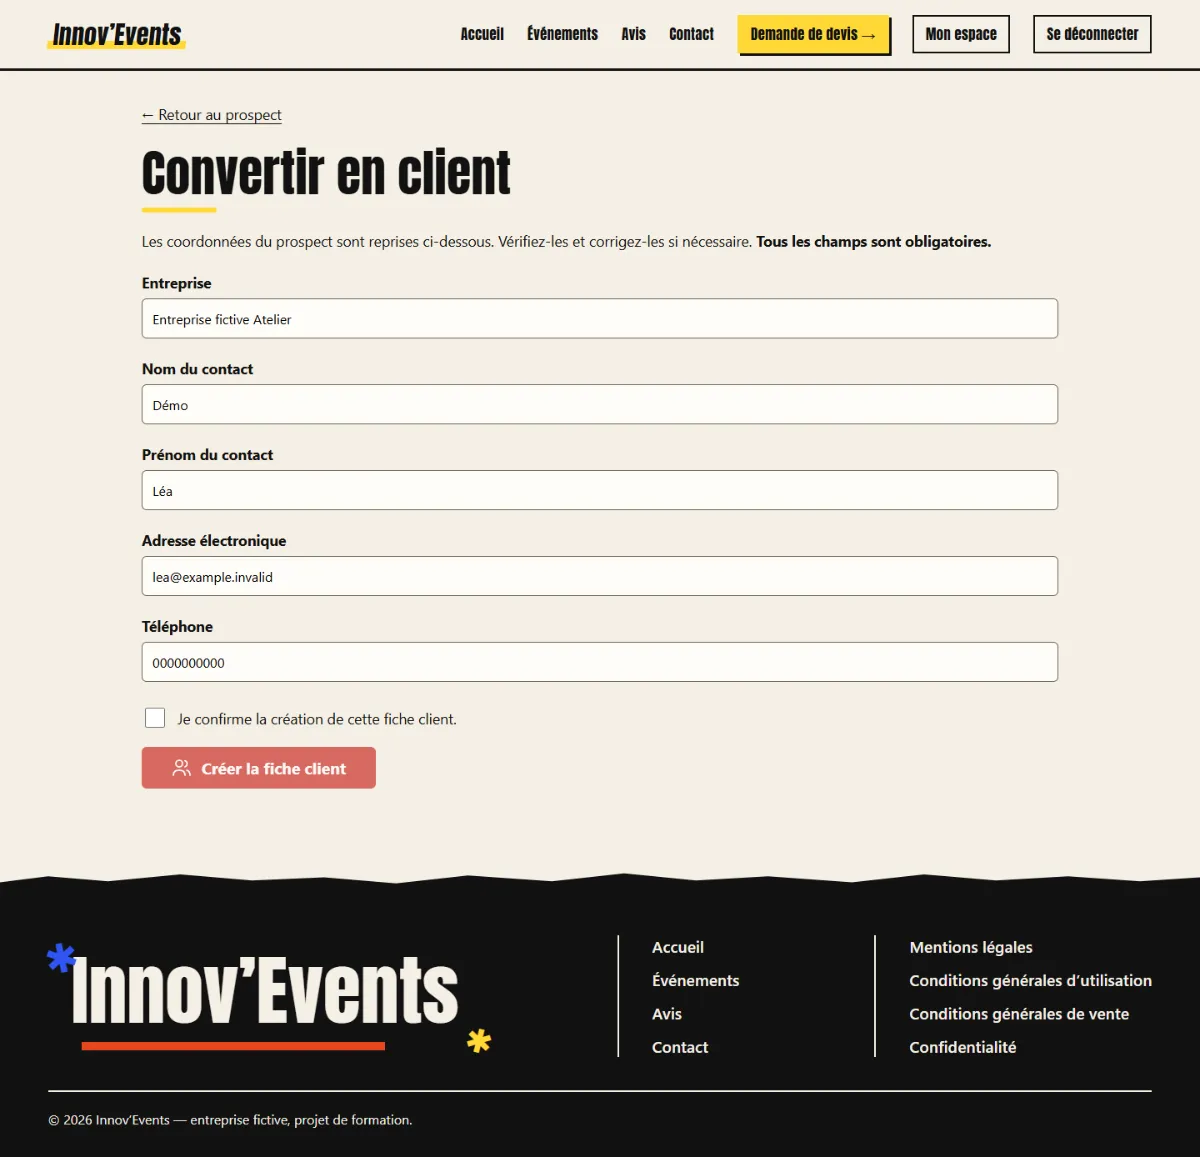 Innov'Events
Accueil
Événements
Avis
Contact
Demande de devis →
Mon espace
Se déconnecter
← Retour au prospect
Convertir en client
Les coordonnées du prospect sont reprises ci-dessous. Vérifiez-les et corrigez-les si nécessaire. Tous les champs sont obligatoires.
Entreprise
Entreprise fictive Atelier
Nom du contact
Démo
Prénom du contact
Léa
Adresse électronique
lea@example.invalid
Téléphone
0000000000
Je confirme la création de cette fiche client.
Créer la fiche client
Innov'Events
Accueil
Événements
Avis
Contact
Mentions légales
Conditions générales d'utilisation
Conditions générales de vente
Confidentialité
© 2026 Innov'Events — entreprise fictive, projet de formation.